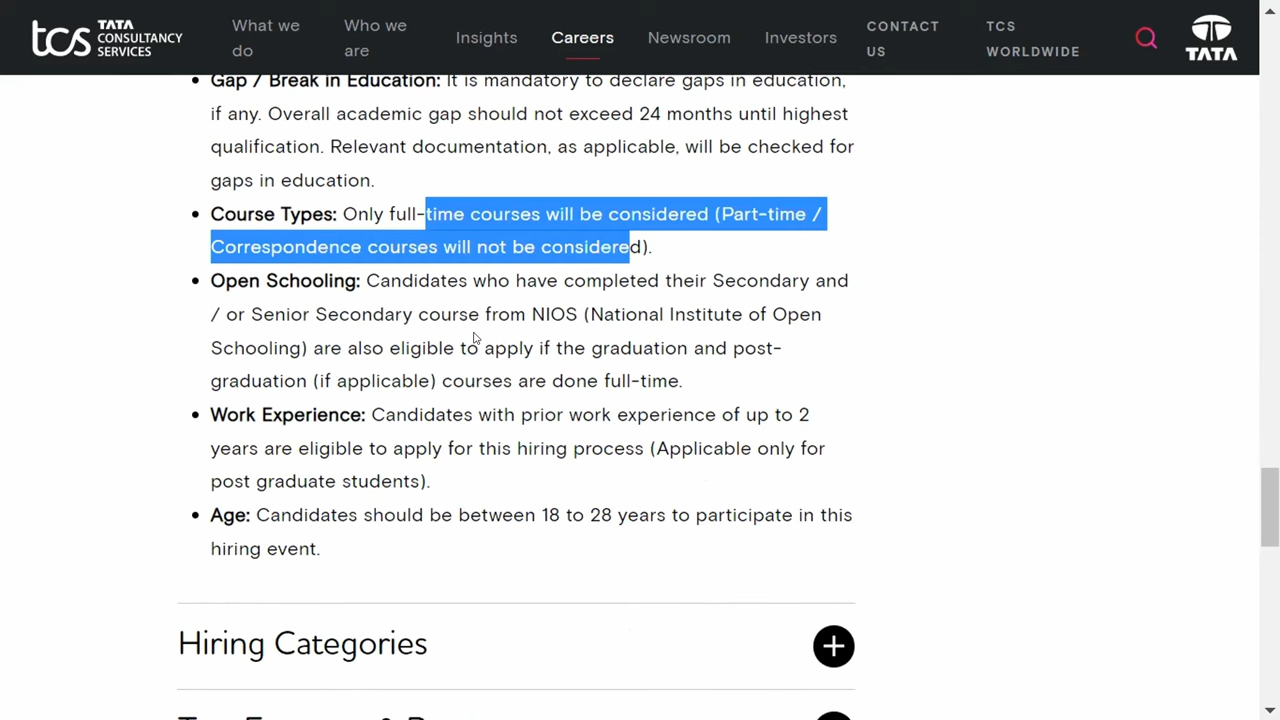 tcs TATA CONSULTANCY SERVICES
What we do
Who we are
Insights
Careers
Newsroom
Investors
CONTACT US
TCS WORLDWIDE
TATA
Gap / Break in Education: It is mandatory to declare gaps in education,
if any. Overall academic gap should not exceed 24 months until highest
qualification. Relevant documentation, as applicable, will be checked for
gaps in education.
Course Types: Only full-time courses will be considered (Part-time /
Correspondence courses will not be considered).
Open Schooling: Candidates who have completed their Secondary and
/ or Senior Secondary course from NIOS (National Institute of Open
Schooling) are also eligible to apply if the graduation and post-
graduation (if applicable) courses are done full-time.
Work Experience: Candidates with prior work experience of up to 2
years are eligible to apply for this hiring process (Applicable only for
post graduate students).
Age: Candidates should be between 18 to 28 years to participate in this
hiring event.
Hiring Categories